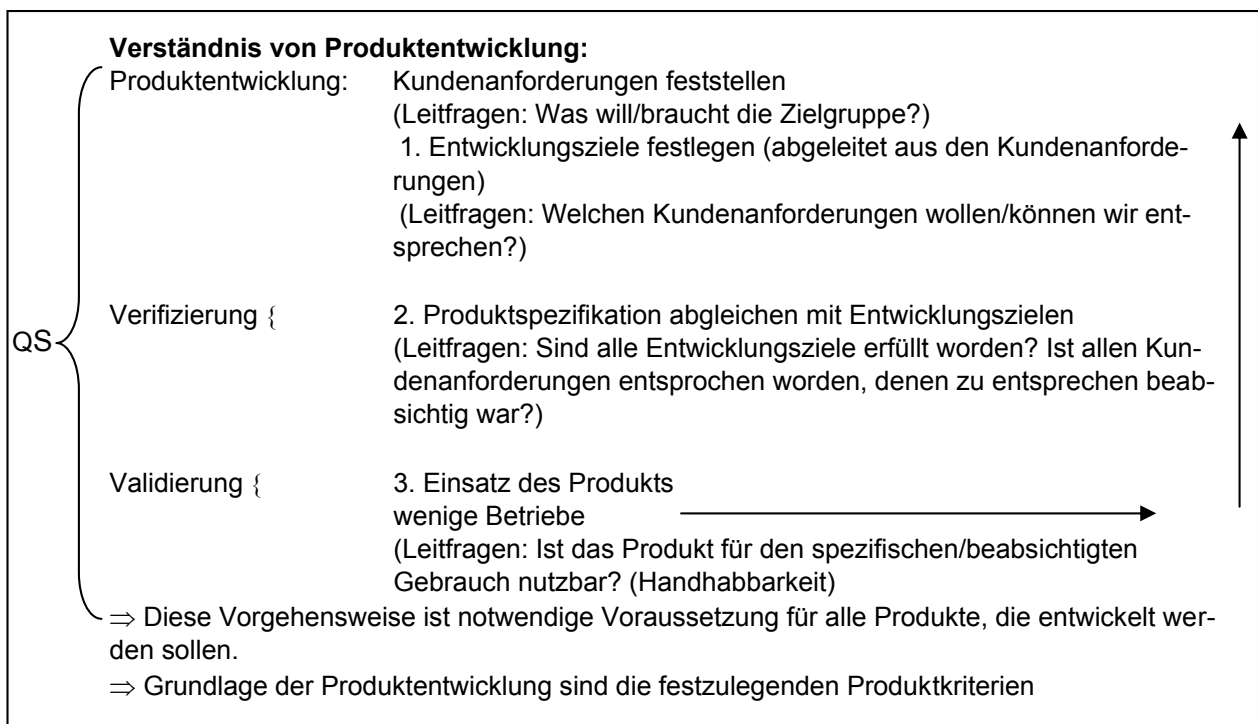 Verständnis von Produktentwicklung:
Produktentwicklung: Kundenanforderungen feststellen
(Leitfragen: Was will/braucht die Zielgruppe?)
1. Entwicklungsziele festlegen (abgeleitet aus den Kundenanforde-
rungen)
(Leitfragen: Welchen Kundenanforderungen wollen/können wir ent-
sprechen?)
Verifizierung { 2. Produktspezifikation abgleichen mit Entwicklungszielen
QS
(Leitfragen: Sind alle Entwicklungsziele erfüllt worden? Ist allen Kun-
denanforderungen entsprochen worden, denen zu entsprechen beab-
sichtig war?)
Validierung { 3. Einsatz des Produkts
wenige Betriebe
(Leitfragen: Ist das Produkt für den spezifischen/beabsichtigten
Gebrauch nutzbar? (Handhabbarkeit)
⇒ Diese Vorgehensweise ist notwendige Voraussetzung für alle Produkte, die entwickelt wer-
den sollen.
⇒ Grundlage der Produktentwicklung sind die festzulegenden Produktkriterien